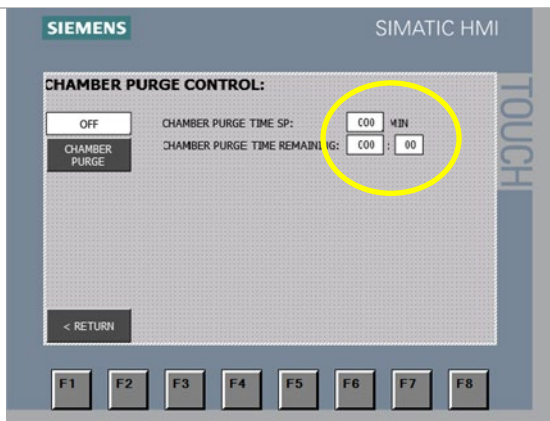 SIEMENS SIMATIC HMI
TOUCH
CHAMBER PURGE CONTROL:
OFF CHAMBER PURGE TIME SP: C00 MIN
CHAMBER PURGE CHAMBER PURGE TIME REMAINING: C00 : 00
< RETURN
F1 F2 F3 F4 F5 F6 F7 F8